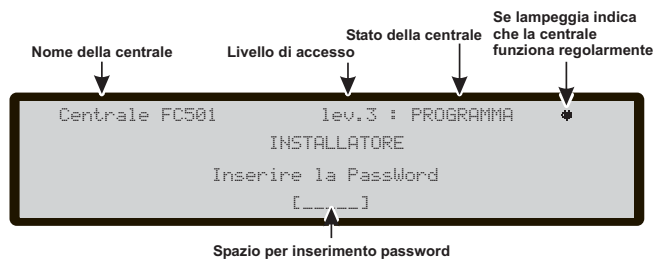 Se lampeggia indica
che la centrale
funziona regolarmente
Stato della centrale
Nome della centrale
Livello di accesso
Centrale FC501 lev.3 : PROGRAMMA
INSTALLATORE
Inserire la PassWord
[_____]
Spazio per inserimento password